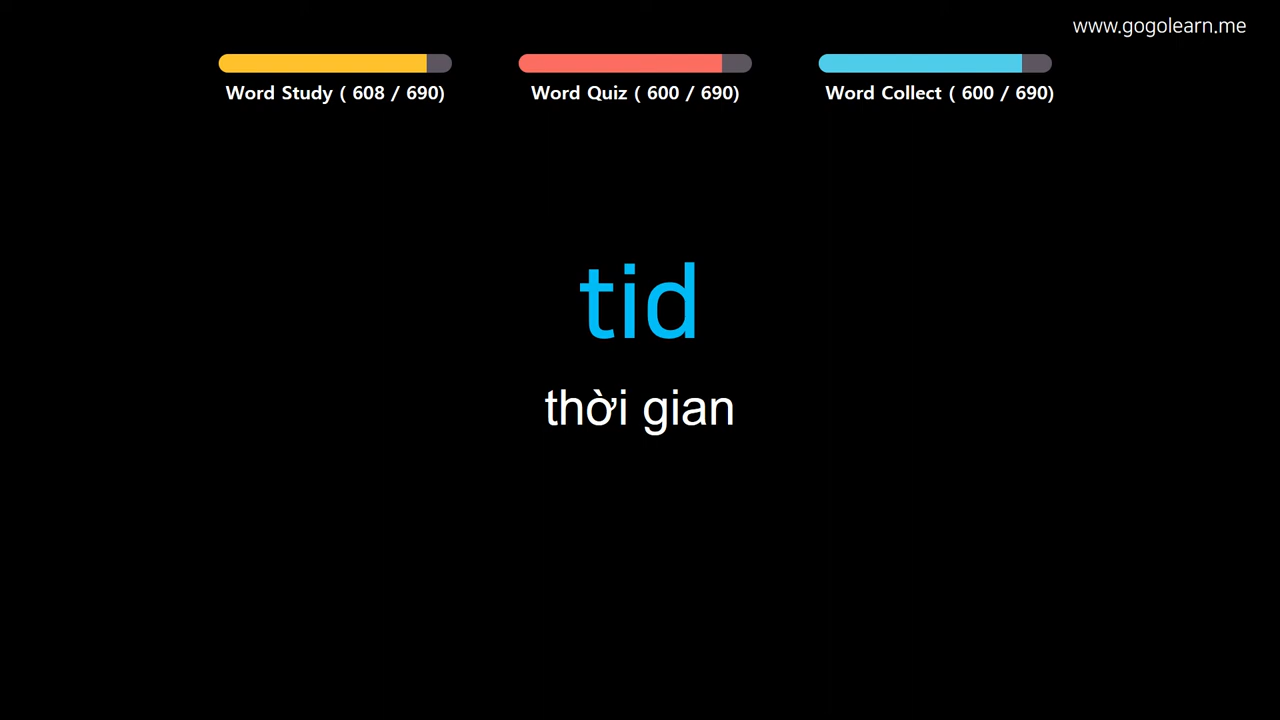 www.gogolearn.me
Word Study ( 608 / 690)
Word Quiz ( 600 / 690)
Word Collect ( 600 / 690)
tid
thời gian